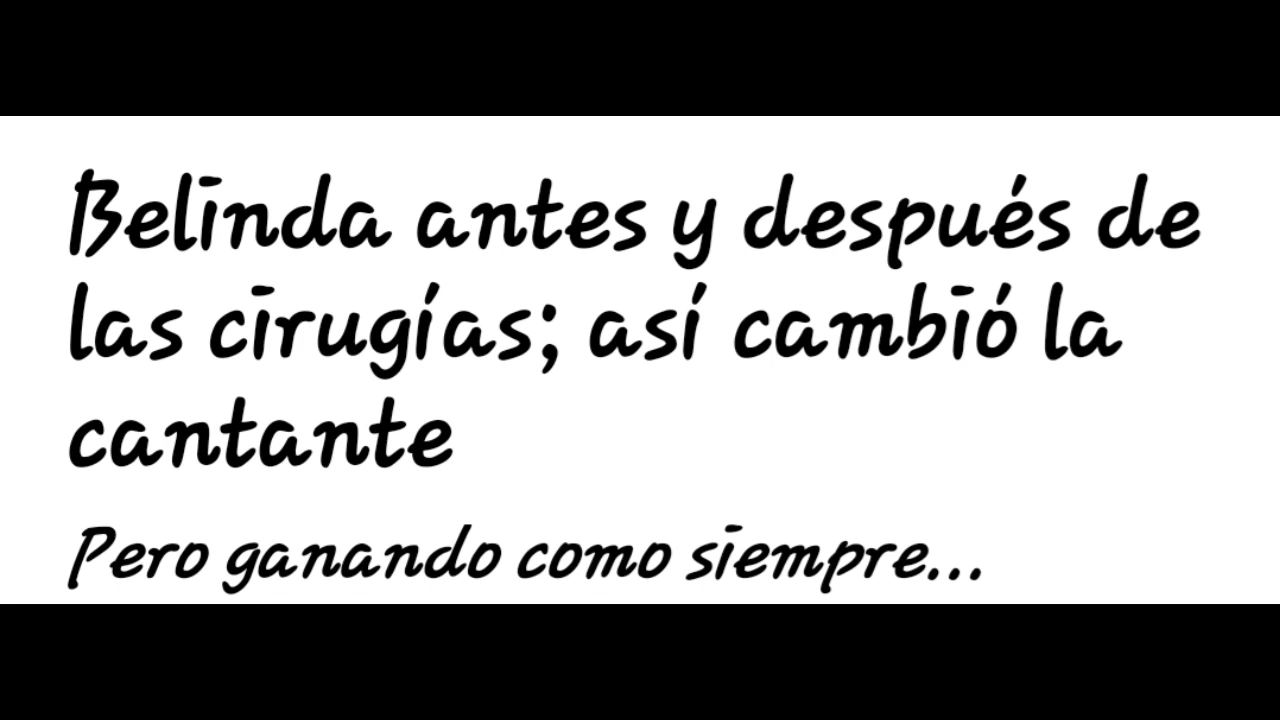 Belinda antes y después de
las cirugías; así cambió la
cantante
Pero ganando como siempre...